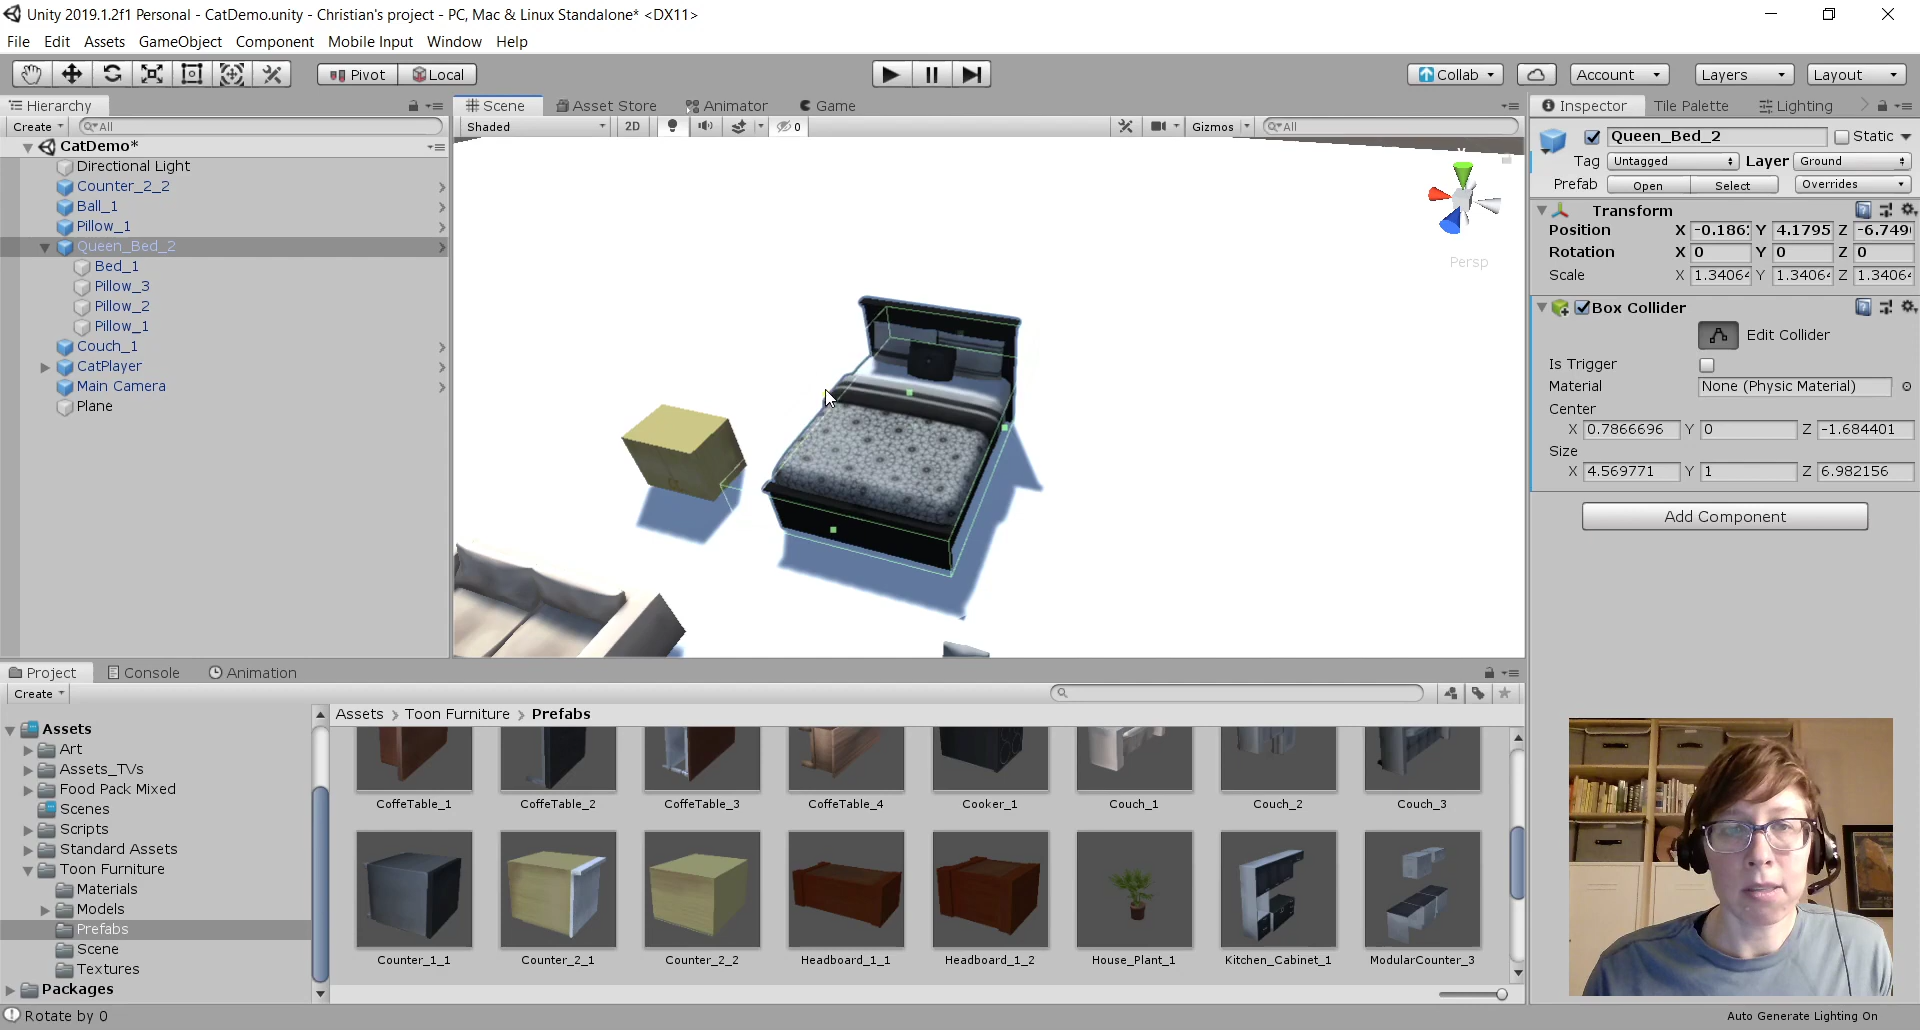 Unity 2019.1.2f1 Personal - CatDemo.unity - Christian's project - PC, Mac & Linux Standalone* <DX11>
File Edit Assets GameObject Component Mobile Input Window Help
Pivot Local Collab Account Layers Layout
Hierarchy
Create All
CatDemo*
Directional Light
Counter_2_2
Ball_1
Pillow_1
Queen_Bed_2
Bed_1
Pillow_3
Pillow_2
Pillow_1
Couch_1
CatPlayer
Main Camera
Plane
Scene Asset Store Animator Game
Shaded 2D 0 Gizmos All
Persp
Inspector Tile Palette Lighting
Queen_Bed_2 Static
Tag Untagged Layer Ground
Prefab Open Select Overrides
Transform
Position X -0.186 Y 4.1795 Z -6.749
Rotation X 0 Y 0 Z 0
Scale X 1.3406 Y 1.3406 Z 1.3406
Box Collider
Edit Collider
Is Trigger
Material None (Physic Material)
Center
X 0.7866696 Y 0 Z -1.684401
Size
X 4.569771 Y 1 Z 6.982156
Add Component
Project Console Animation
Create
Assets
Art
Assets_TVs
Food Pack Mixed
Scenes
Scripts
Standard Assets
Toon Furniture
Materials
Models
Prefabs
Scene
Textures
Packages
Assets > Toon Furniture > Prefabs
CoffeTable_1 CoffeTable_2 CoffeTable_3 CoffeTable_4 Cooker_1 Couch_1 Couch_2 Couch_3
Counter_1_1 Counter_2_1 Counter_2_2 Headboard_1_1 Headboard_1_2 House_Plant_1 Kitchen_Cabinet_1 ModularCounter_3
Rotate by 0
Auto Generate Lighting On